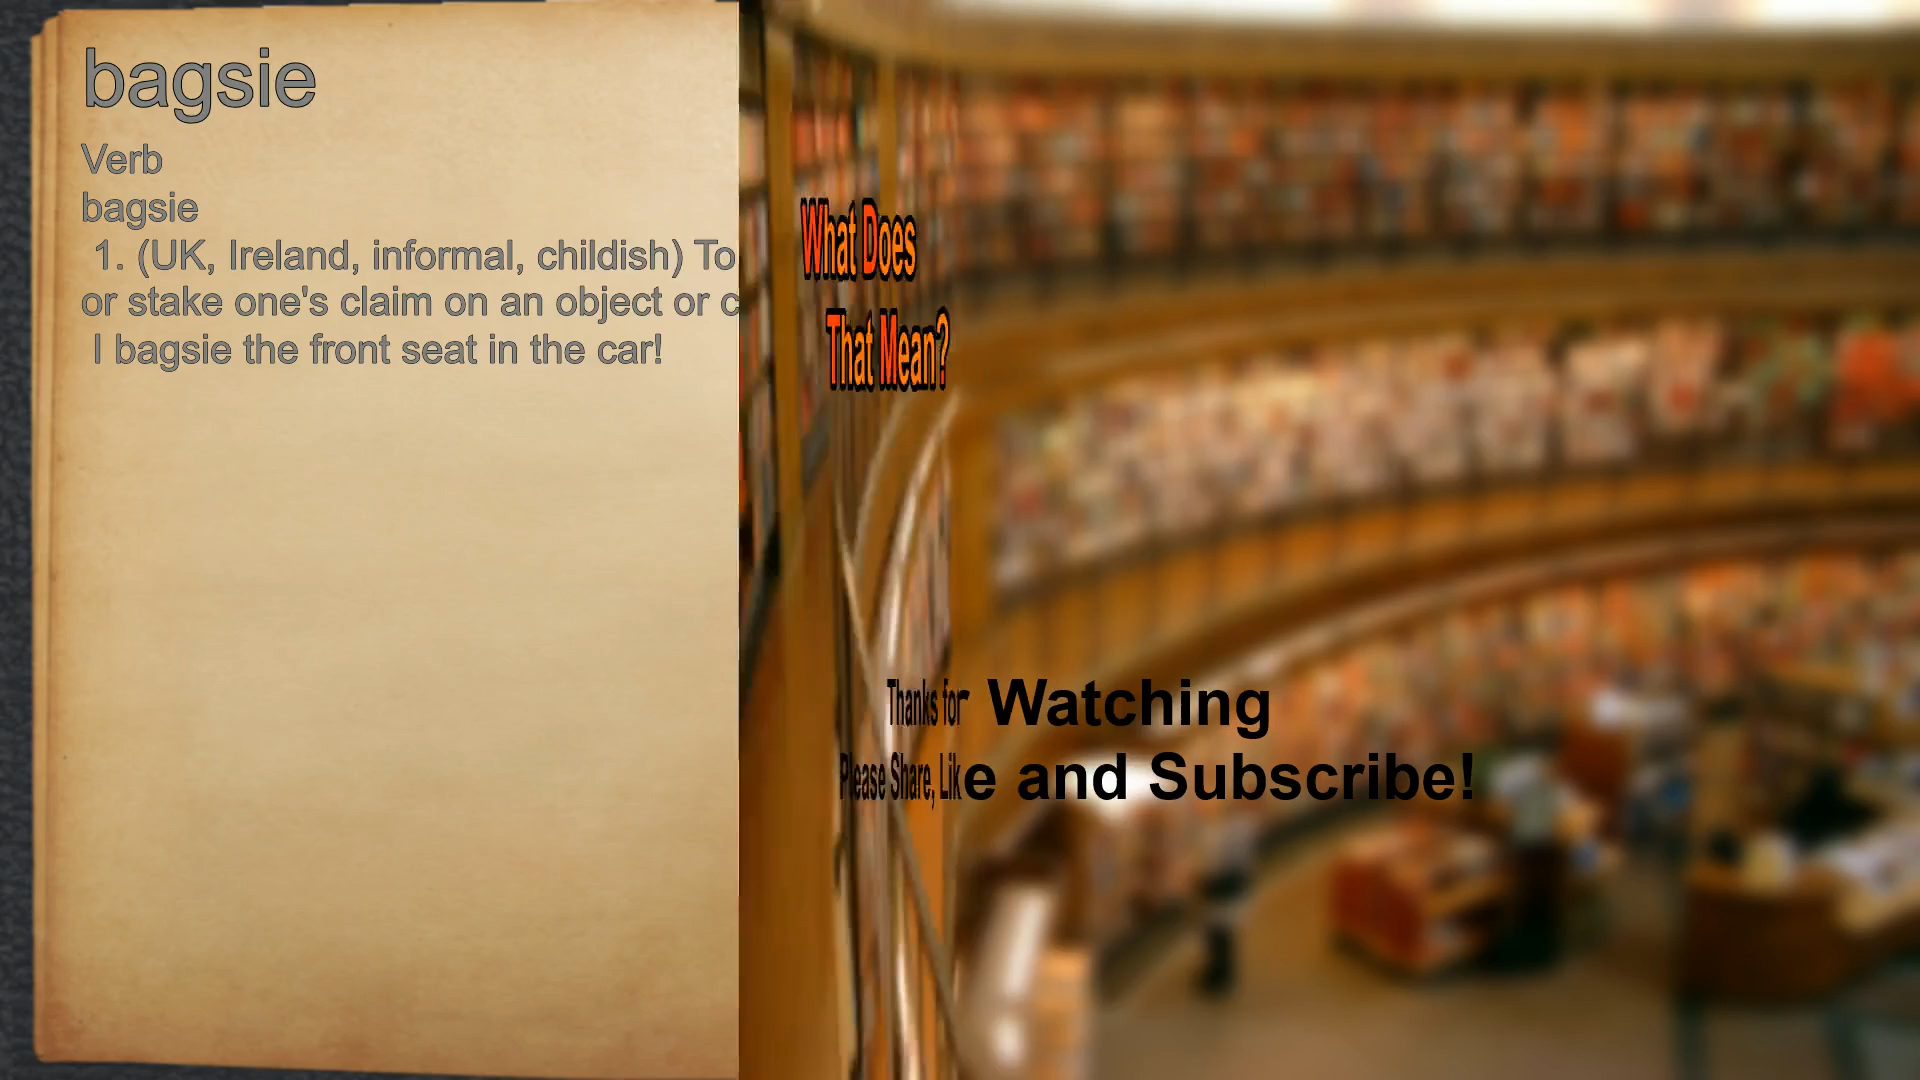 bagsie
Verb
bagsie
1. (UK, Ireland, informal, childish) To
or stake one's claim on an object or c
I bagsie the front seat in the car!
What Does
That Mean?
Thanks for Watching
Please Share, Like and Subscribe!